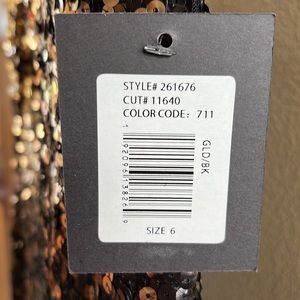 STYLE# 261676
CUT# 11640
COLOR CODE: 711
GLD/BK
SIZE 6